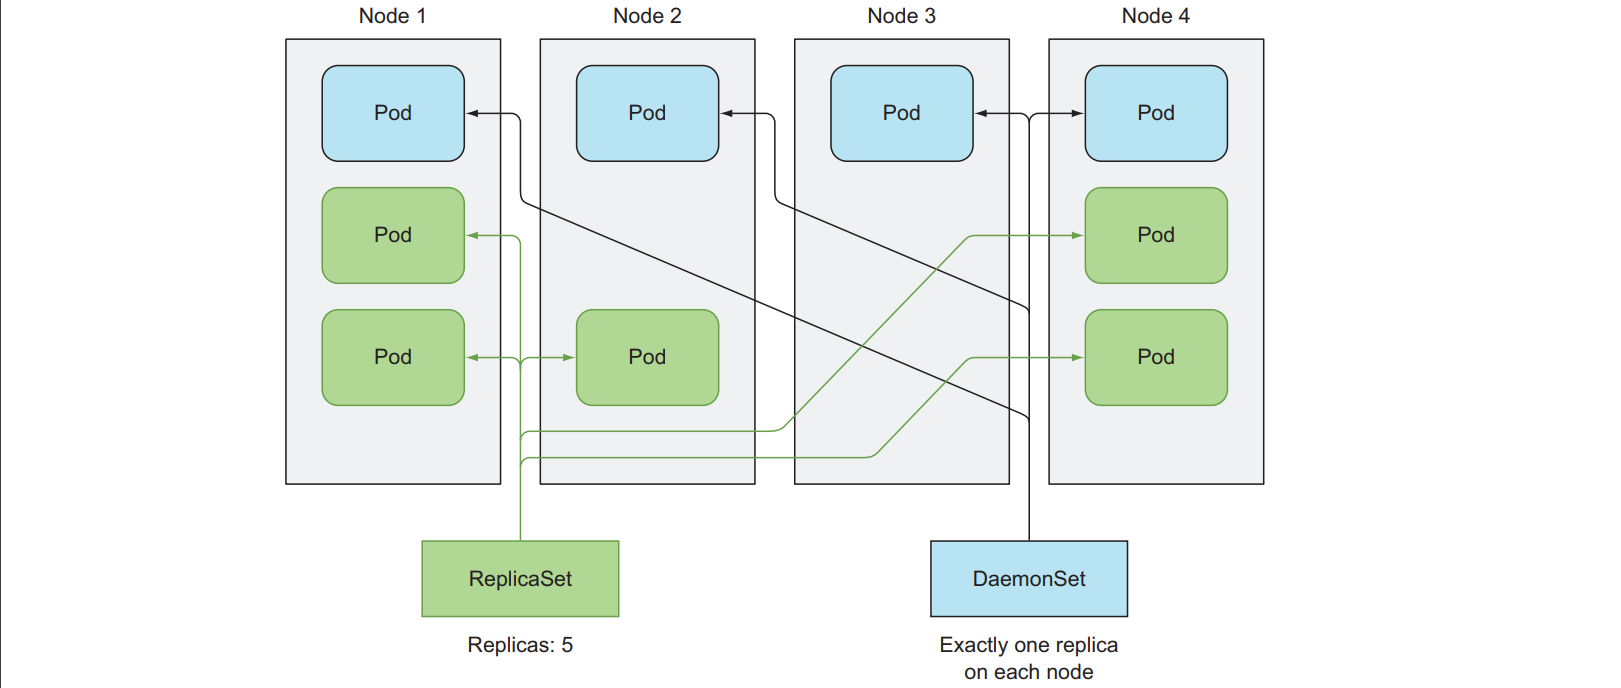 Node 1
Node 2
Node 3
Node 4
Pod
Pod
Pod
Pod
Pod
Pod
Pod
Pod
Pod
ReplicaSet
DaemonSet
Replicas: 5
Exactly one replica
on each node